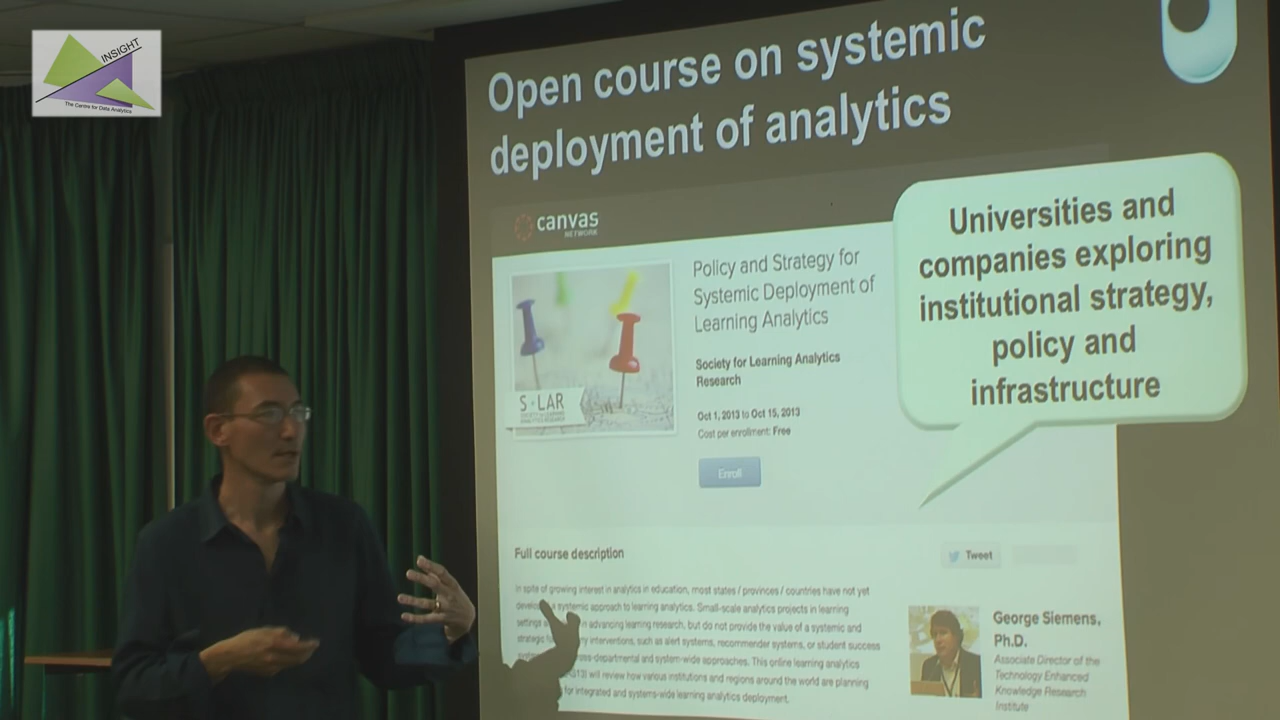 INSIGHT
The Centre for Data Analytics
Open course on systemic
deployment of analytics
canvas
NETWORK
Policy and Strategy for
Systemic Deployment of
Learning Analytics
Society for Learning Analytics
Research
Oct 1, 2013 to Oct 15, 2013
Cost per enrollment: Free
Enroll
S LAR
SOCIETY for LEARNING
ANALYTICS RESEARCH
Universities and
companies exploring
institutional strategy,
policy and
infrastructure
Full course description
Tweet
In spite of growing interest in analytics in education, most states / provinces / countries have not yet
a systemic approach to learning analytics. Small-scale analytics projects in learning
settings in advancing learning research, but do not provide the value of a systemic and
strategic interventions, such as alert systems, recommender systems, or student success
departmental and system-wide approaches. This online learning analytics
will review how various institutions and regions around the world are planning
for integrated and systems-wide learning analytics deployment.
George Siemens,
Ph.D.
Associate Director of the
Technology Enhanced
Knowledge Research
Institute